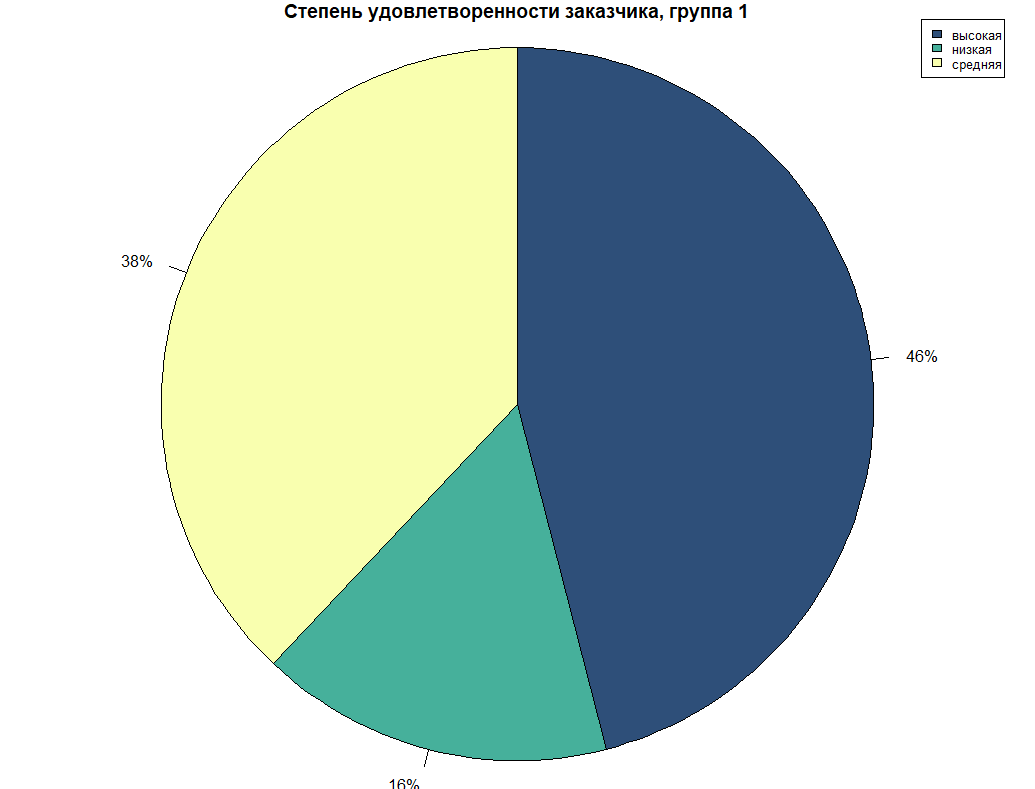 Степень удовлетворенности заказчика, группа 1
высокая
низкая
средняя
38%
46%
16%